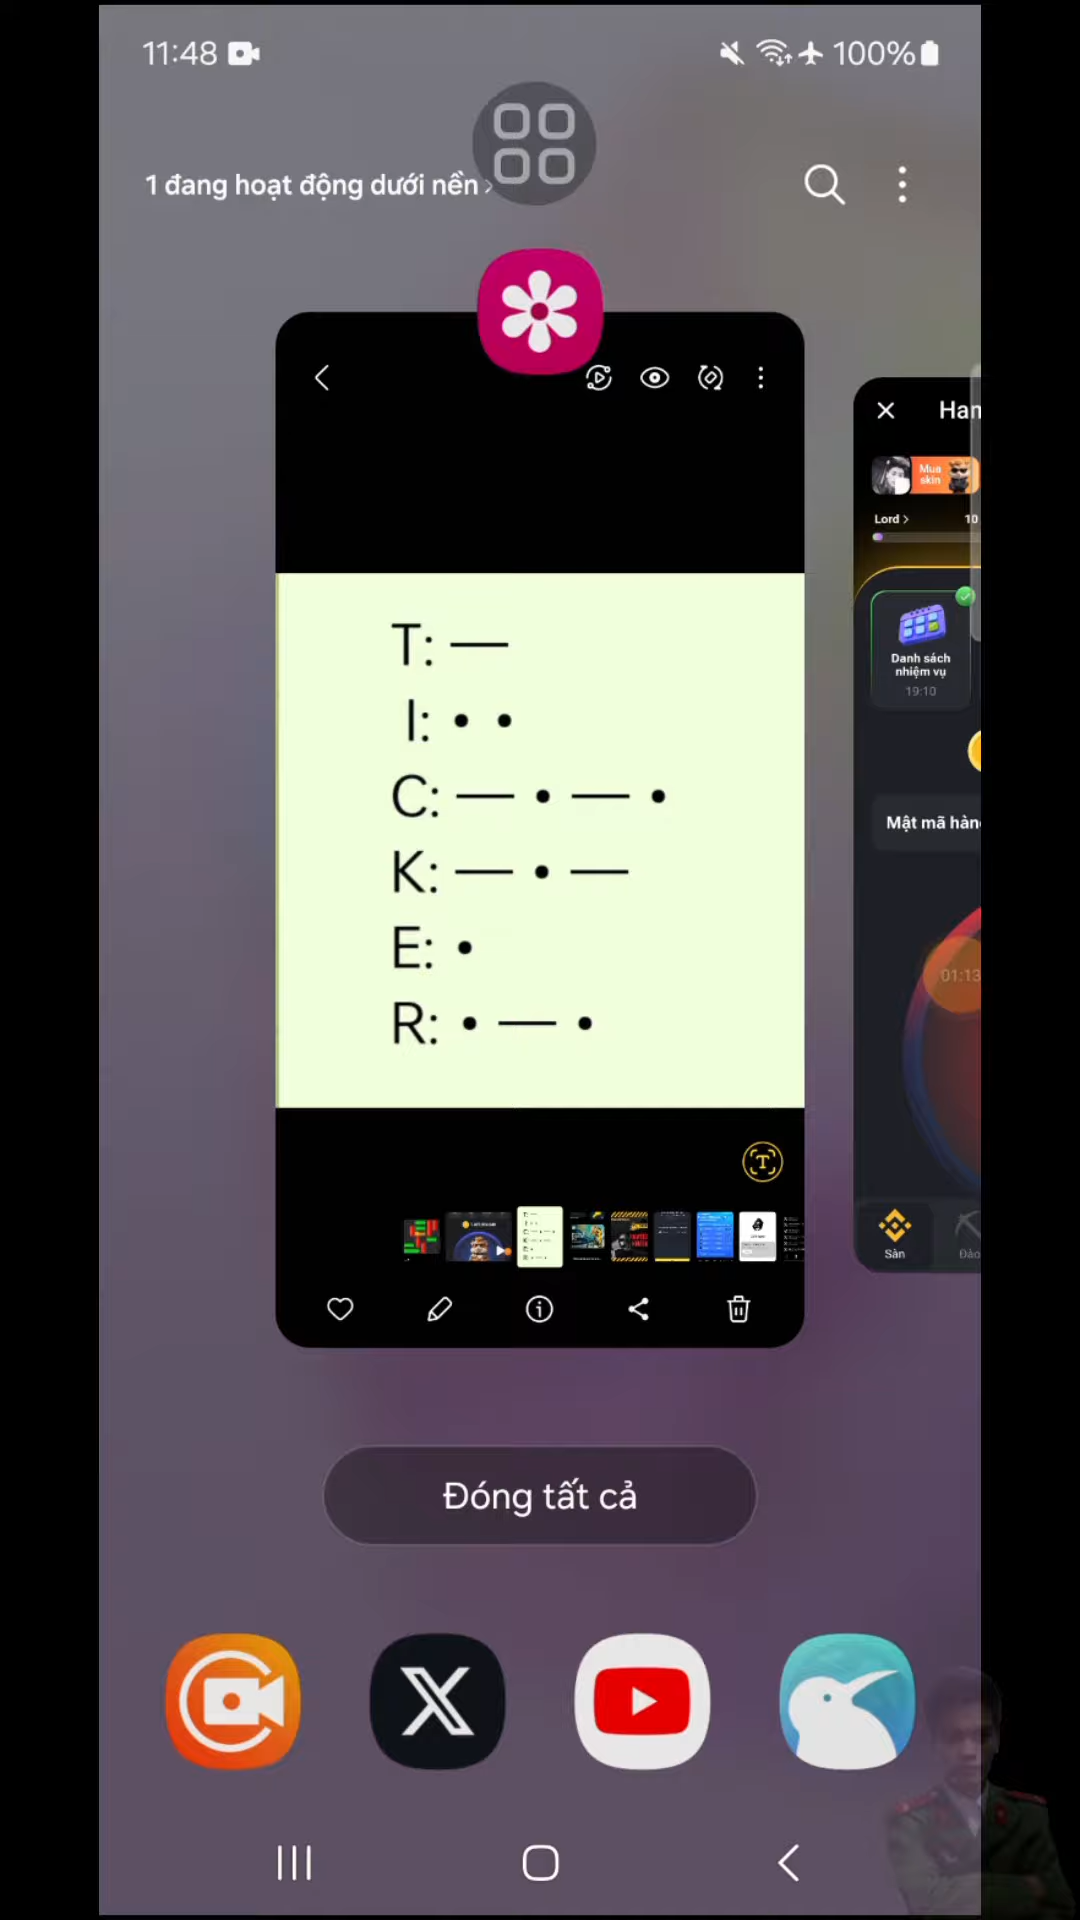 11:48
100%
1 đang hoạt động dưới nền >
T: —
I: • •
C: — • — •
K: — • —
E: •
R: • — •
Han
Mua skin
Lord >
10
Danh sách
nhiệm vụ
19:10
Mật mã hàn
01:13
Sàn
Đào
Đóng tất cả